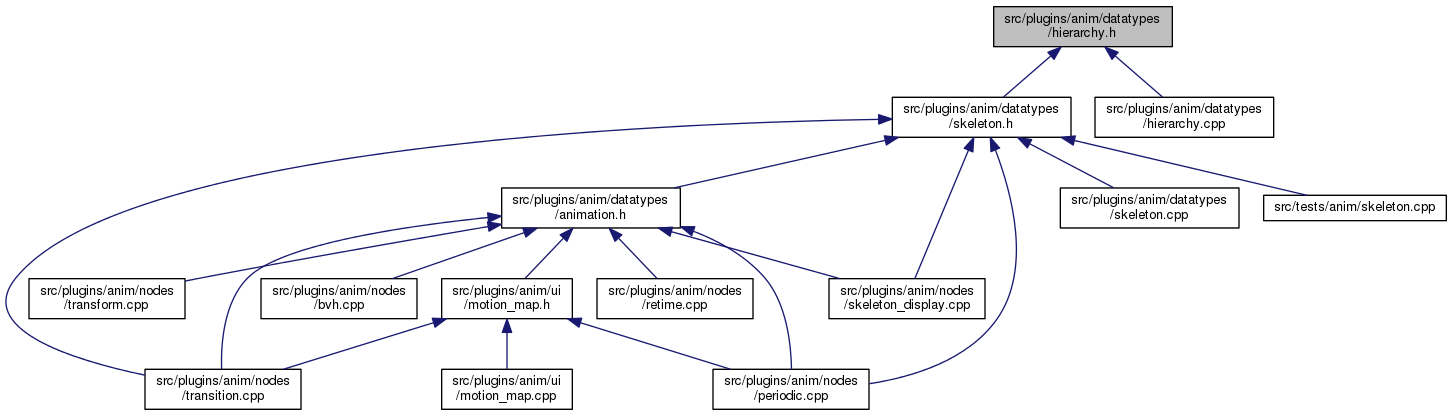 src/plugins/anim/datatypes
/hierarchy.h
src/plugins/anim/datatypes
/skeleton.h
src/plugins/anim/datatypes
/hierarchy.cpp
src/plugins/anim/datatypes
/animation.h
src/plugins/anim/datatypes
/skeleton.cpp
src/tests/anim/skeleton.cpp
src/plugins/anim/nodes
/transform.cpp
src/plugins/anim/nodes
/bvh.cpp
src/plugins/anim/ui
/motion_map.h
src/plugins/anim/nodes
/retime.cpp
src/plugins/anim/nodes
/skeleton_display.cpp
src/plugins/anim/nodes
/transition.cpp
src/plugins/anim/ui
/motion_map.cpp
src/plugins/anim/nodes
/periodic.cpp